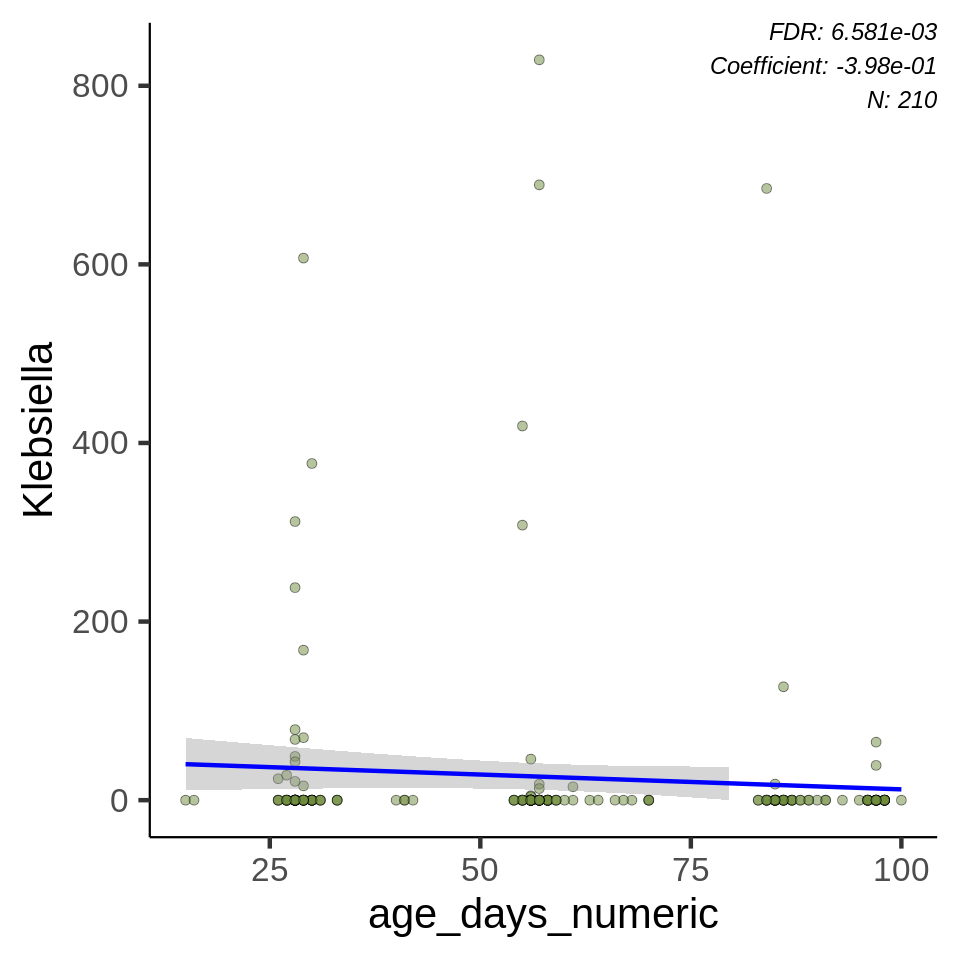 FDR: 6.581e-03
Coefficient: -3.98e-01
N: 210
800
600
400
200
0
Klebsiella
25 50 75 100
age_days_numeric